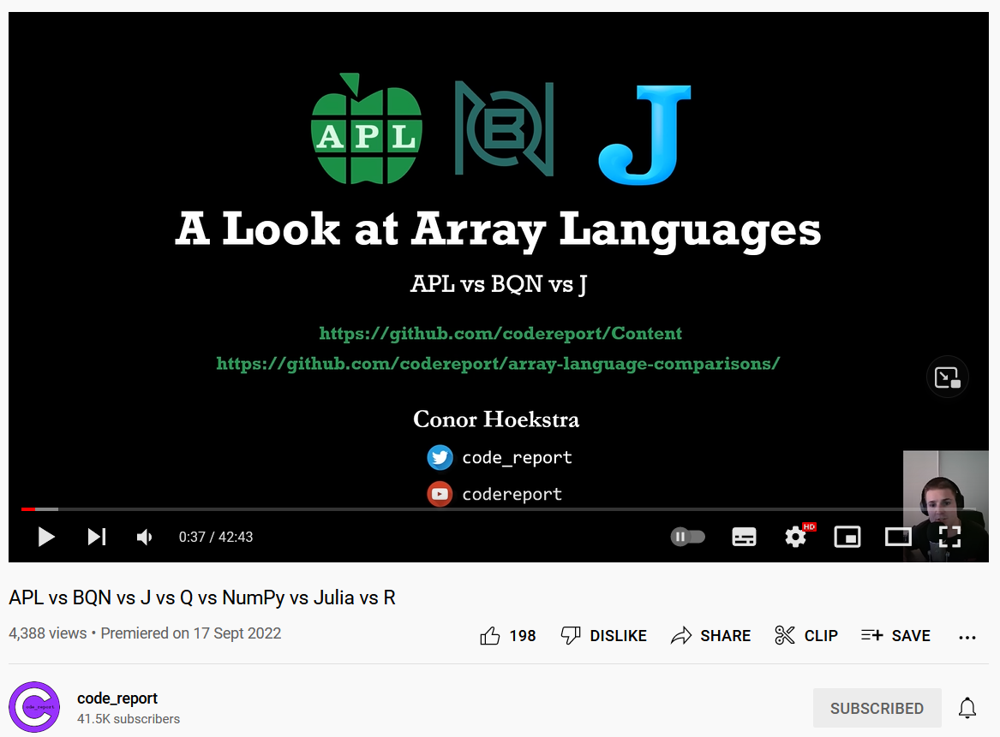 APL BQN J
A Look at Array Languages
APL vs BQN vs J
https://github.com/codereport/Content
https://github.com/codereport/array-language-comparisons/
Conor Hoekstra
code_report
codereport
0:37 / 42:43
HD
APL vs BQN vs J vs Q vs NumPy vs Julia vs R
4,388 views • Premiered on 17 Sept 2022
198 DISLIKE SHARE CLIP SAVE
code_report
code_report
41.5K subscribers
SUBSCRIBED